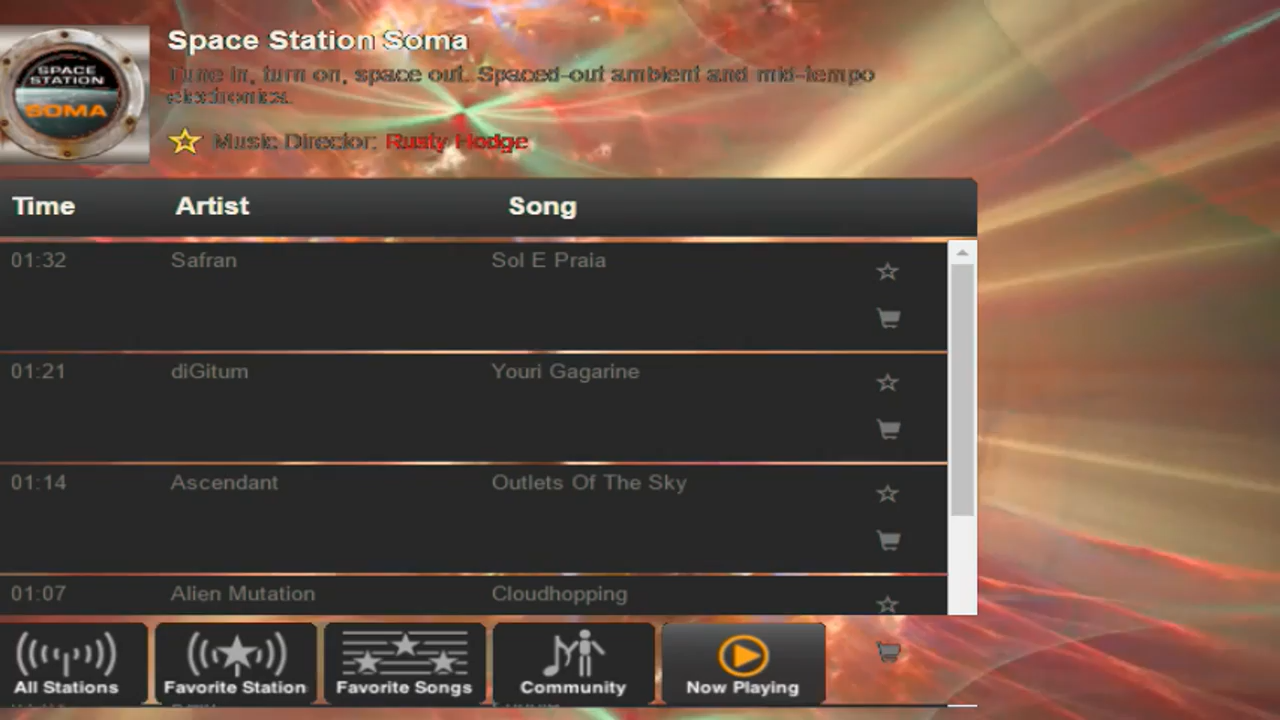 SPACE
STATION
SOMA
Space Station Soma
Tune in, turn on, space out. Spaced-out ambient and mid-tempo
electronica.
Music Director: Rusty Hodge
Time Artist Song
01:32 Safran Sol E Praia
01:21 diGitum Youri Gagarine
01:14 Ascendant Outlets Of The Sky
01:07 Alien Mutation Cloudhopping
All Stations Favorite Station Favorite Songs Community Now Playing